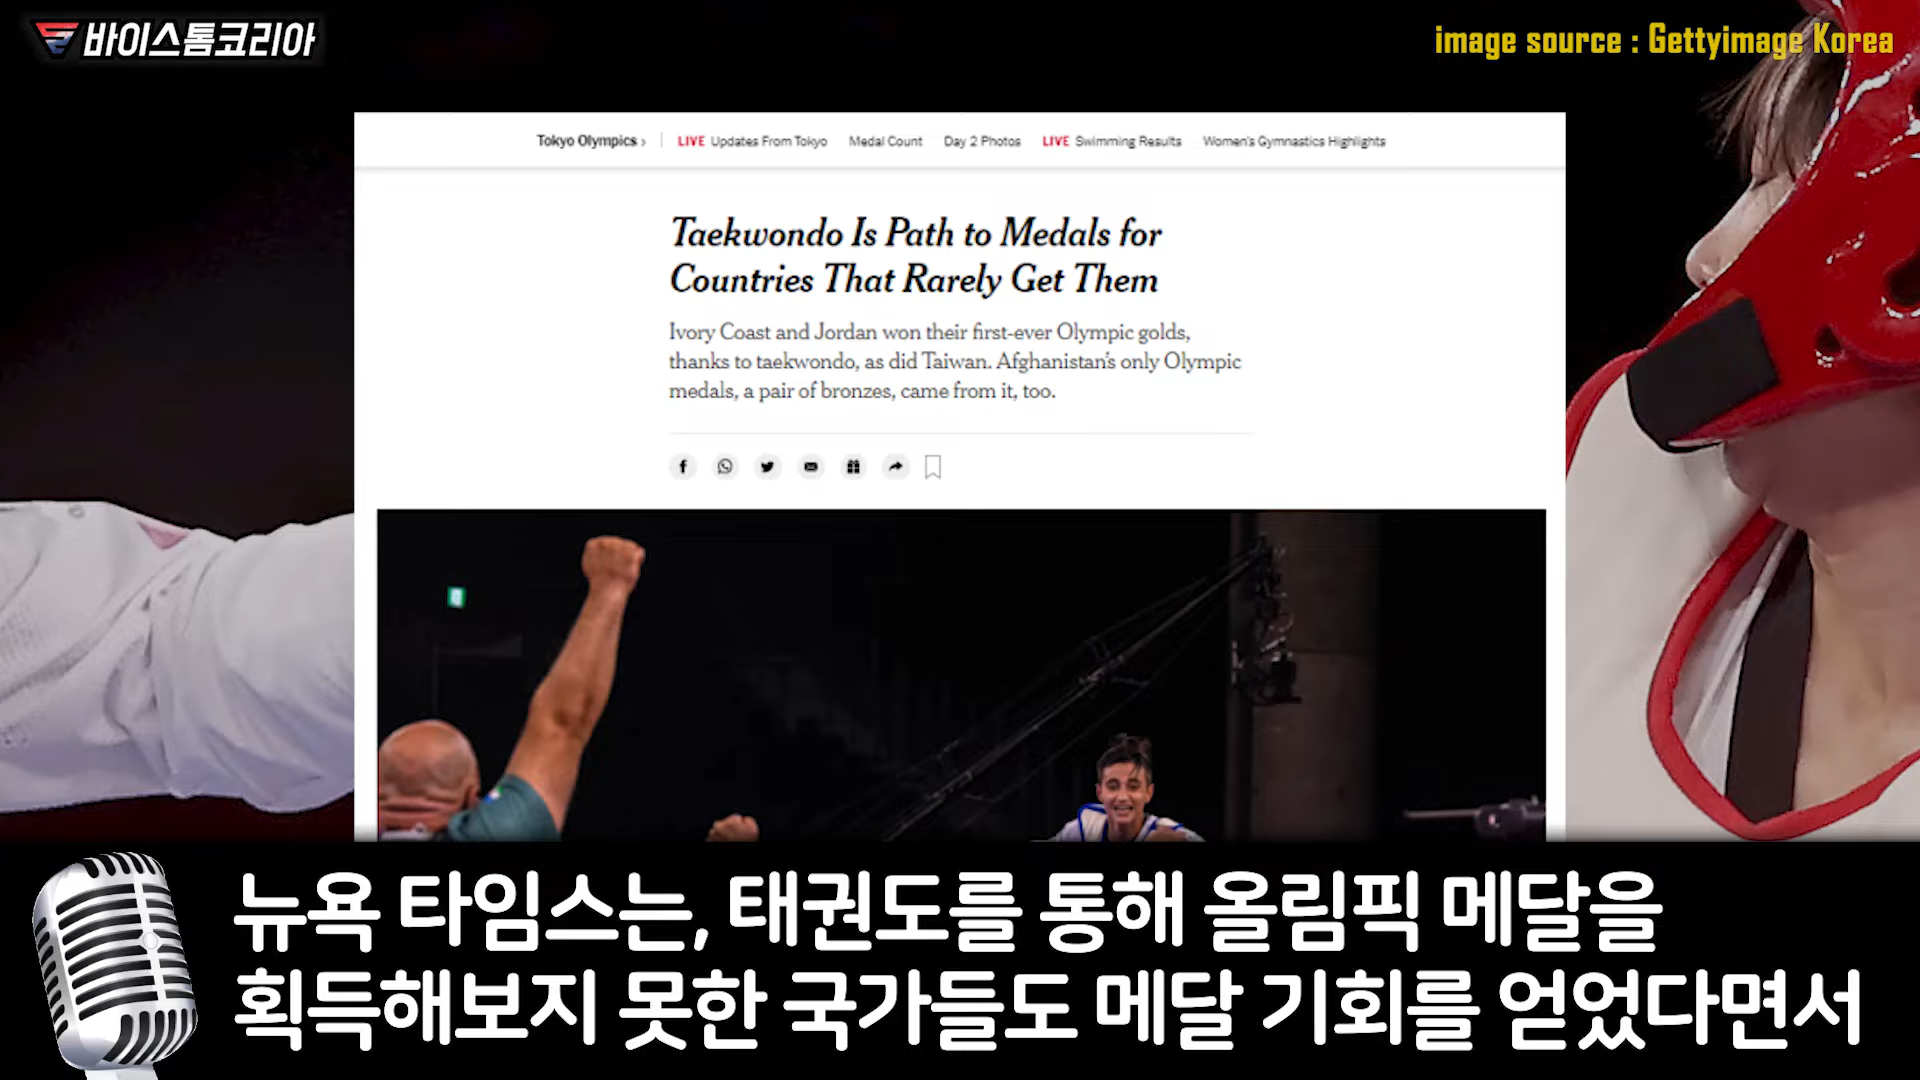 바이스톰코리아
image source : Gettyimage Korea
Tokyo Olympics › LIVE Updates From Tokyo Medal Count Day 2 Photos LIVE Swimming Results Women's Gymnastics Highlights
Taekwondo Is Path to Medals for
Countries That Rarely Get Them
Ivory Coast and Jordan won their first-ever Olympic golds,
thanks to taekwondo, as did Taiwan. Afghanistan's only Olympic
medals, a pair of bronzes, came from it, too.
뉴욕 타임스는, 태권도를 통해 올림픽 메달을
획득해보지 못한 국가들도 메달 기회를 얻었다면서